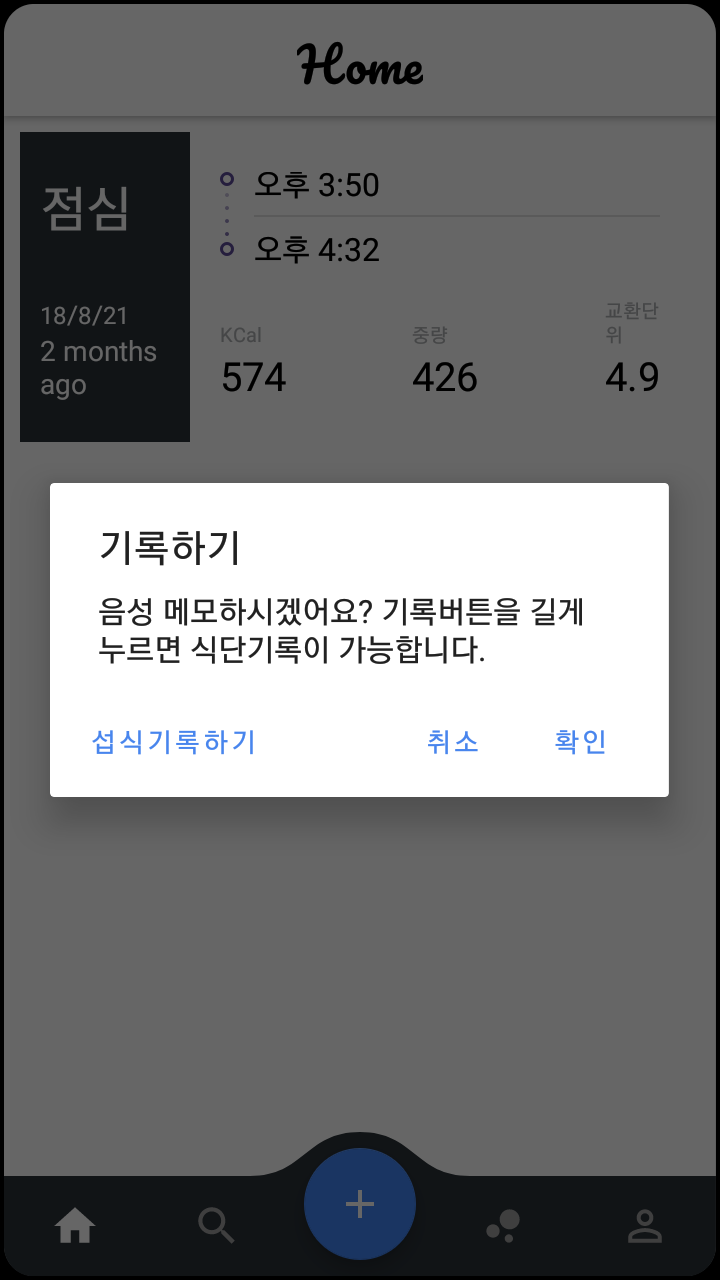 Home
점심
18/8/21
2 months
ago
오후 3:50
오후 4:32
KCal
574
중량
426
교환단
위
4.9
기록하기
음성 메모하시겠어요? 기록버튼을 길게
누르면 식단기록이 가능합니다.
섭식기록하기
취소
확인